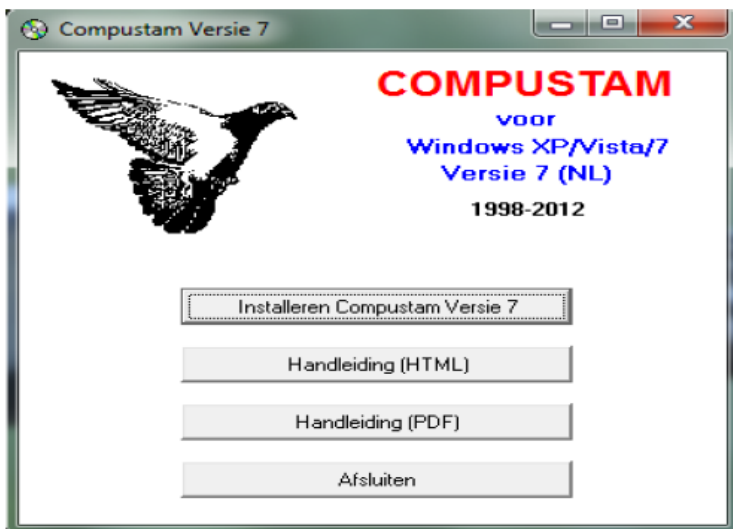 Compustam Versie 7
COMPUSTAM
voor
Windows XP/Vista/7
Versie 7 (NL)
1998-2012
Installeren Compustam Versie 7
Handleiding (HTML)
Handleiding (PDF)
Afsluiten